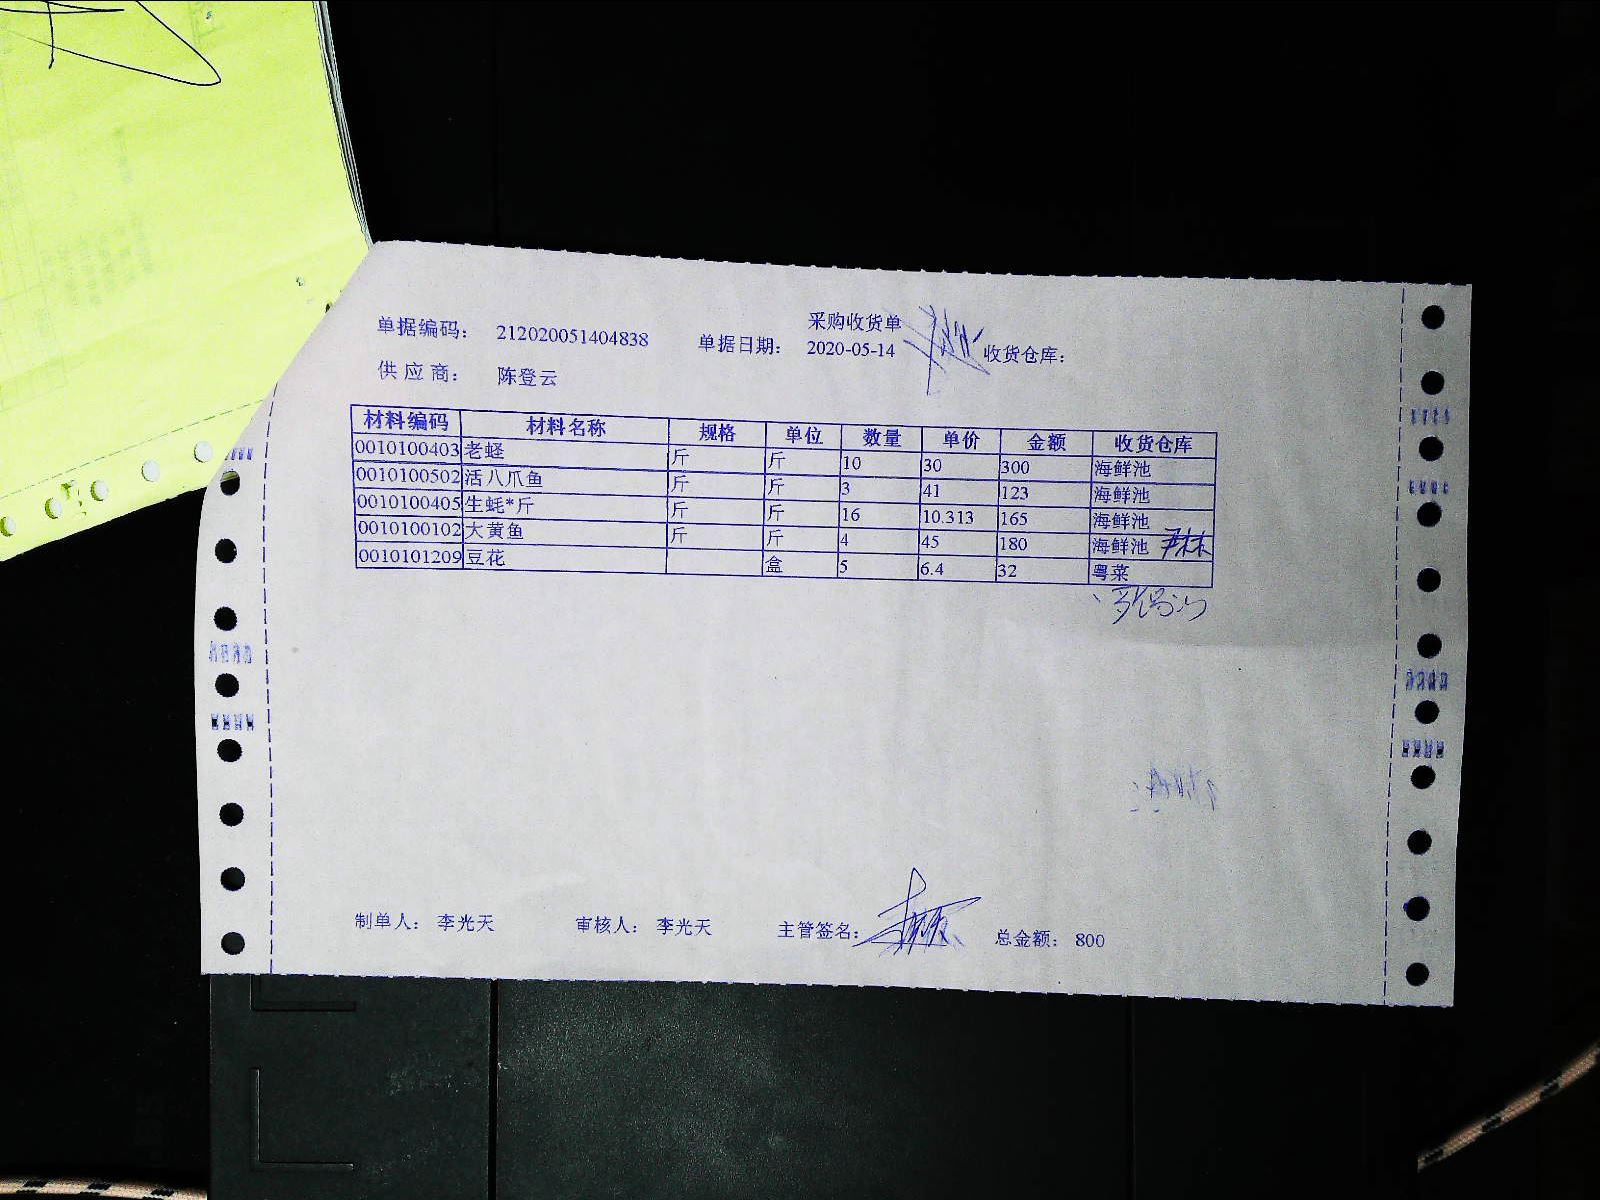 采购收货单
单据编码： 212020051404838 单据日期： 2020-05-14 收货仓库：
供应商： 陈登云
材料编码 材料名称 规格 单位 数量 单价 金额 收货仓库
0010100403 老蛏 斤 斤 10 30 300 海鲜池
0010100502 活八爪鱼 斤 斤 3 41 123 海鲜池
0010100405 生蚝*斤 斤 斤 16 10.313 165 海鲜池
0010100102 大黄鱼 斤 斤 4 45 180 海鲜池
0010101209 豆花 盒 5 6.4 32 粤菜
制单人： 李光天 审核人： 李光天 主管签名： 总金额： 800